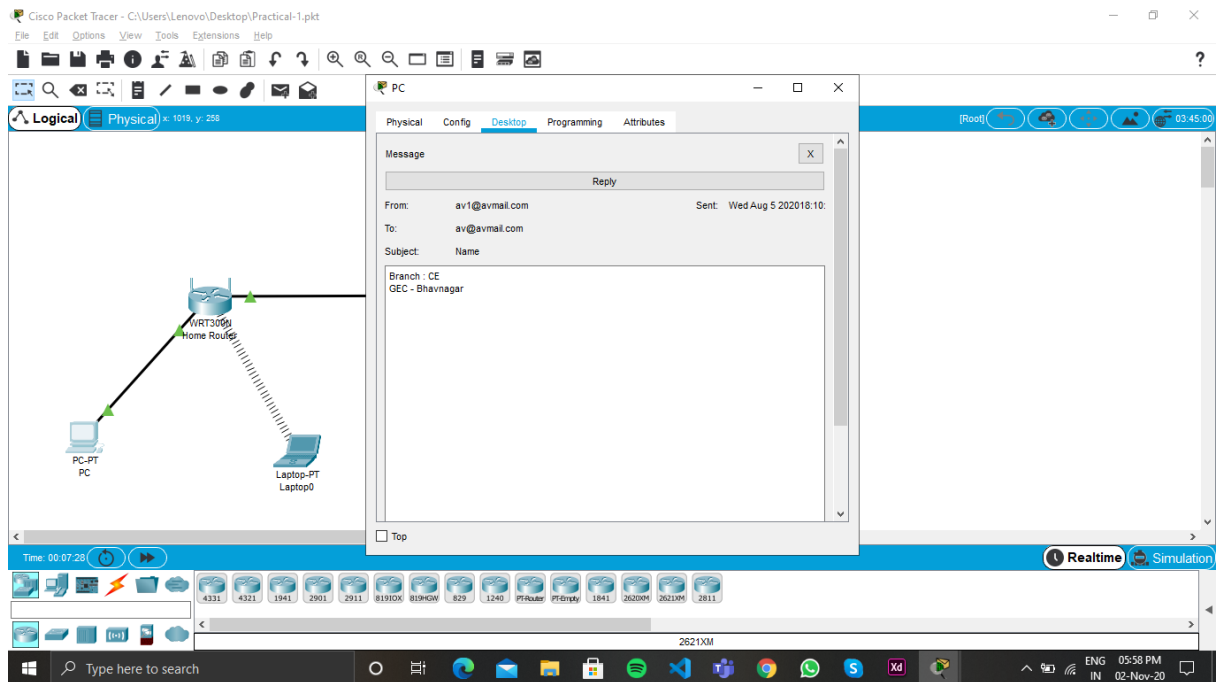 Cisco Packet Tracer - C:\Users\Lenovo\Desktop\Practical-1.pkt
File Edit Options View Tools Extensions Help
?
PC
Logical Physical x: 1019, y: 258 [Root] 03:45:00
Physical Config Desktop Programming Attributes
Message X
Reply
From: av1@avmail.com Sent: Wed Aug 5 202018:10:
To: av@avmail.com
Subject: Name
Branch : CE
GEC - Bhavnagar
WRT300N
Home Router
PC-PT
PC
Laptop-PT
Laptop0
Top
Time: 00:07:28 Realtime Simulation
4331 4321 1941 2901 2911 819IOX 819HGW 829 1240 PT-Router PT-Empty 1841 2620XM 2621XM 2811
2621XM
Type here to search Xd ENG 05:58 PM
IN 02-Nov-20